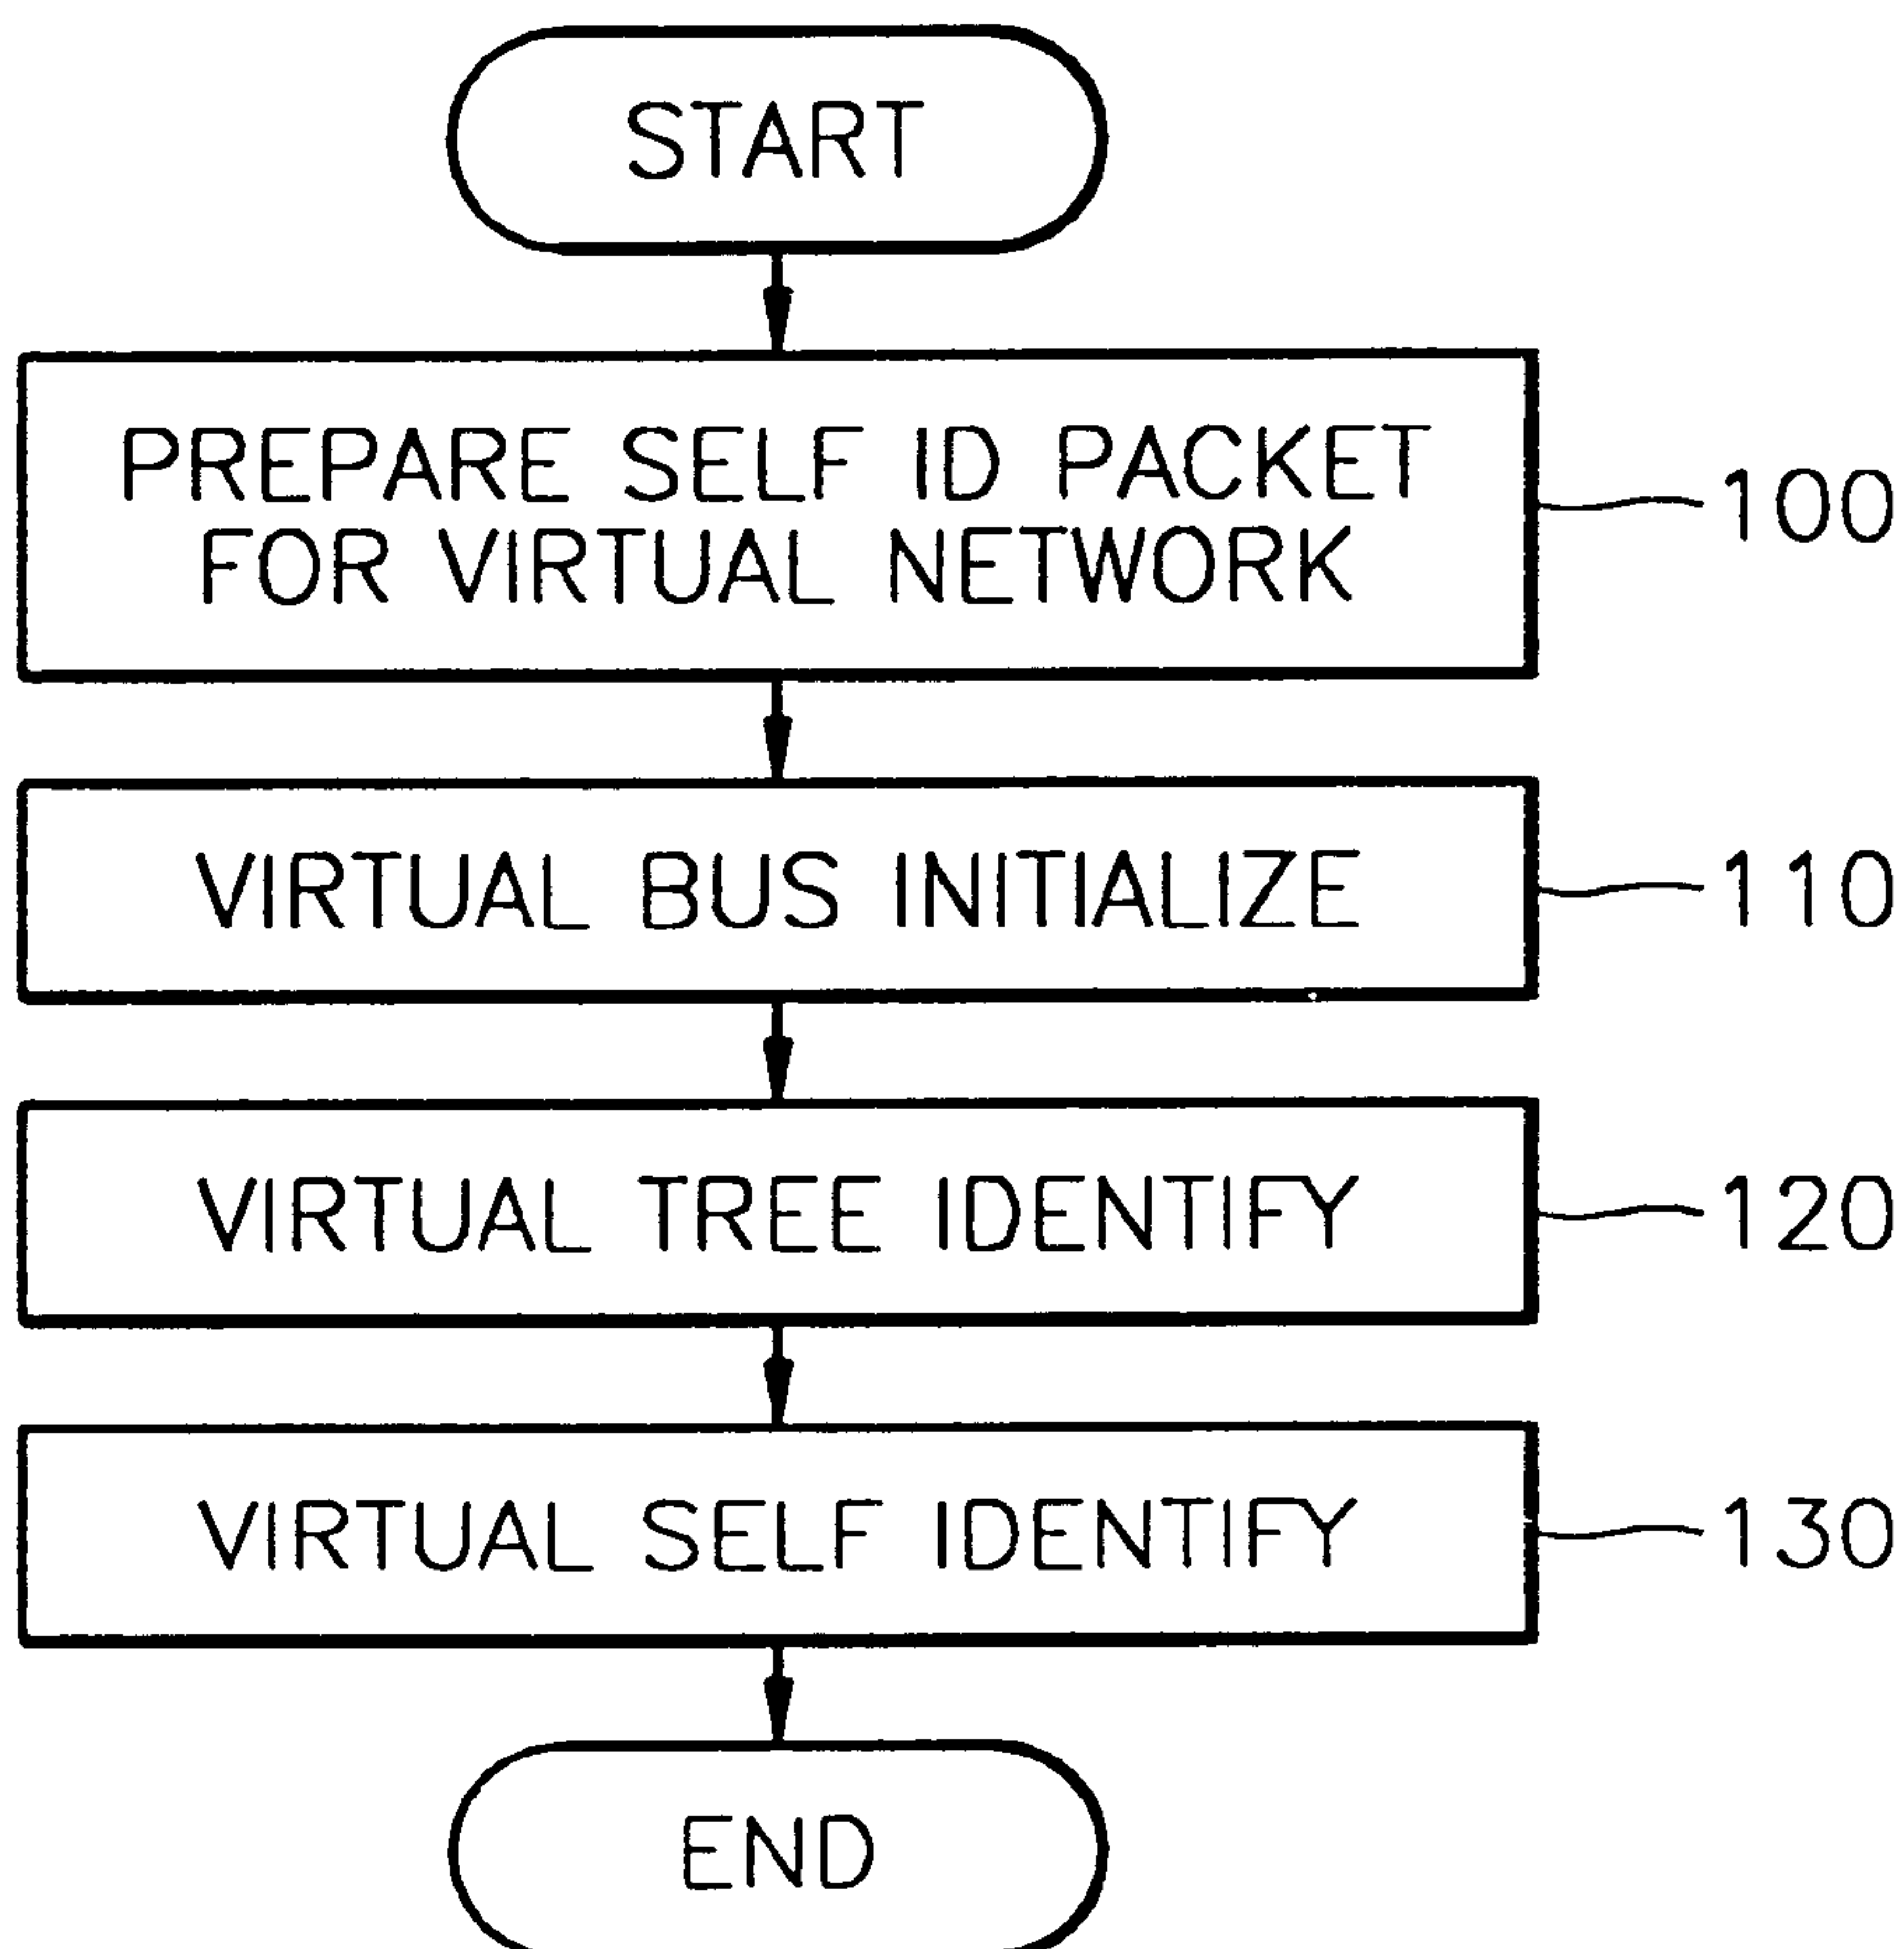 START
PREPARE SELF ID PACKET
FOR VIRTUAL NETWORK
100
VIRTUAL BUS INITIALIZE
110
VIRTUAL TREE IDENTIFY
120
VIRTUAL SELF IDENTIFY
130
END